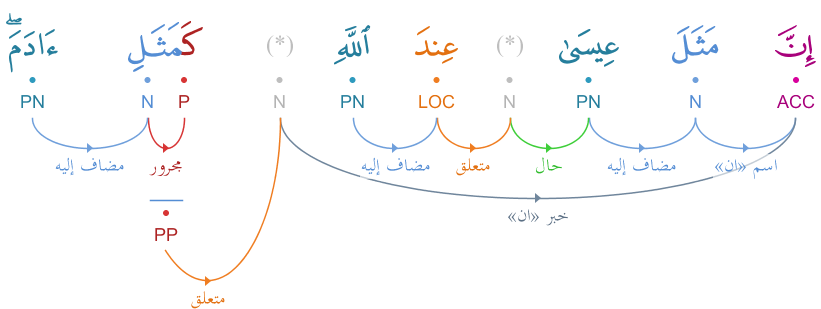 إِنَّ مَثَلَ عِيسَىٰ (*) عِندَ ٱللَّهِ (*) كَمَثَلِ ءَادَمَ ۖ
ACC N PN N LOC PN N P N PN
اسم «ان» مضاف إليه حال متعلق مضاف إليه مجرور مضاف إليه
خبر «ان»
PP
متعلق